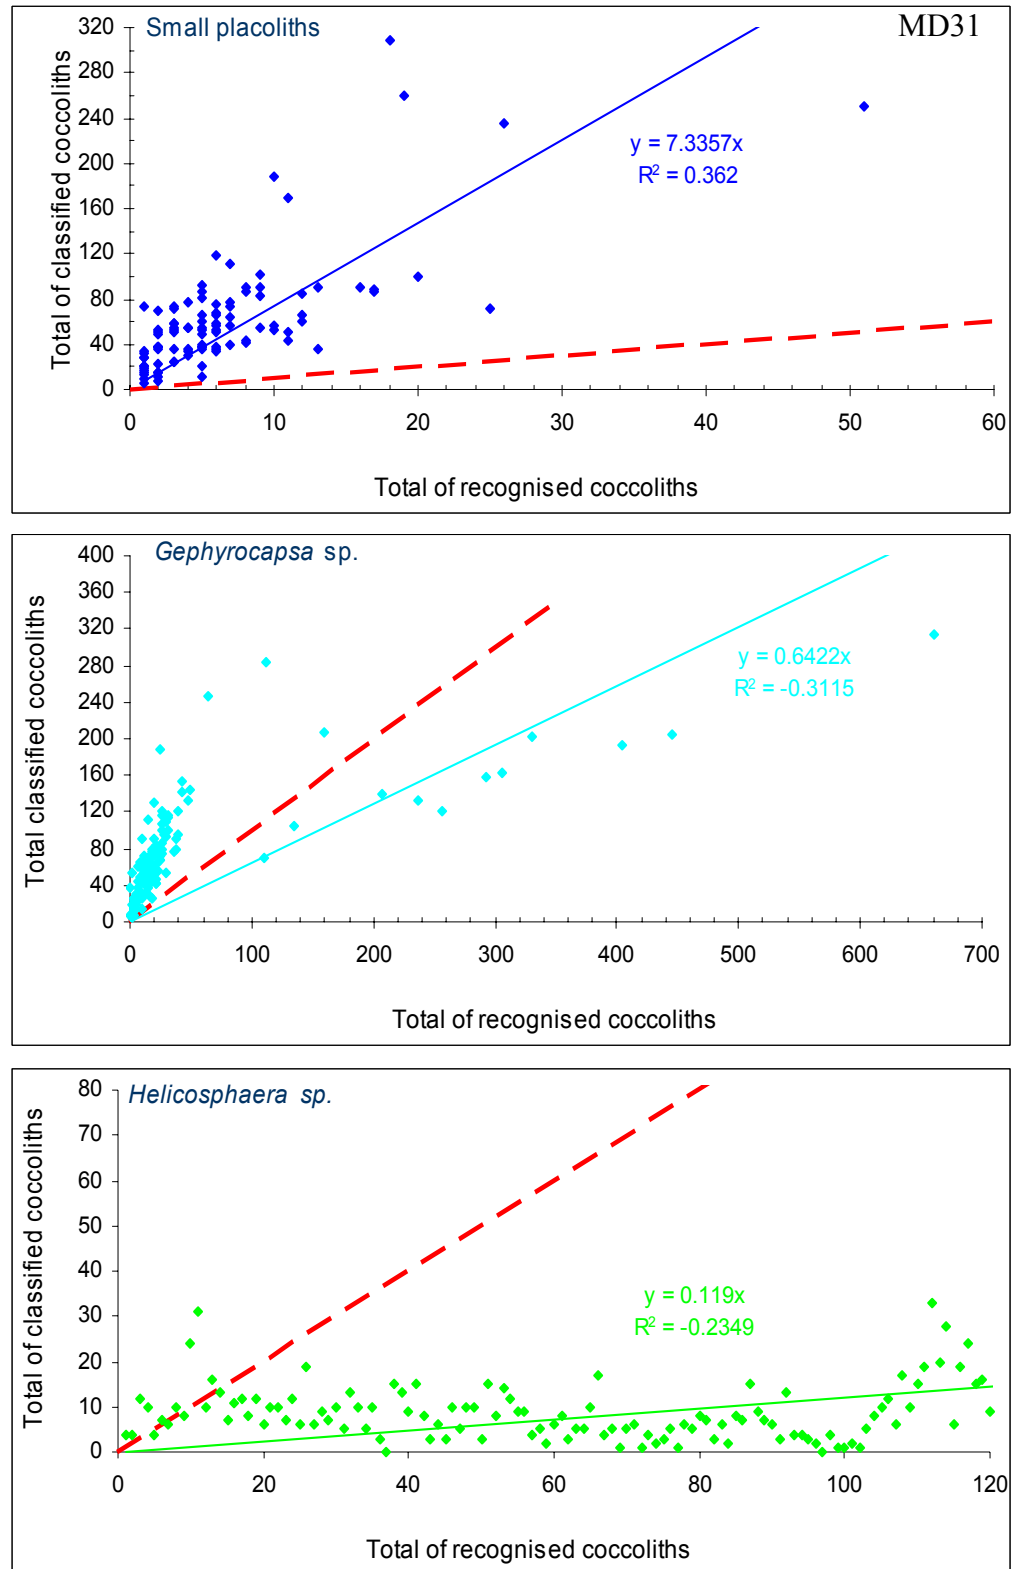 Small placoliths
MD31
Total of classified coccoliths
320
280
240
200
160
120
80
40
0
y = 7.3357x
R² = 0.362
0 10 20 30 40 50 60
Total of recognised coccoliths
Gephyrocapsa sp.
Total classified coccoliths
400
360
320
280
240
200
160
120
80
40
0
y = 0.6422x
R² = -0.3115
0 100 200 300 400 500 600 700
Total of recognised coccoliths
Helicosphaera sp.
Total of classified coccoliths
80
70
60
50
40
30
20
10
0
y = 0.119x
R² = -0.2349
0 20 40 60 80 100 120
Total of recognised coccoliths